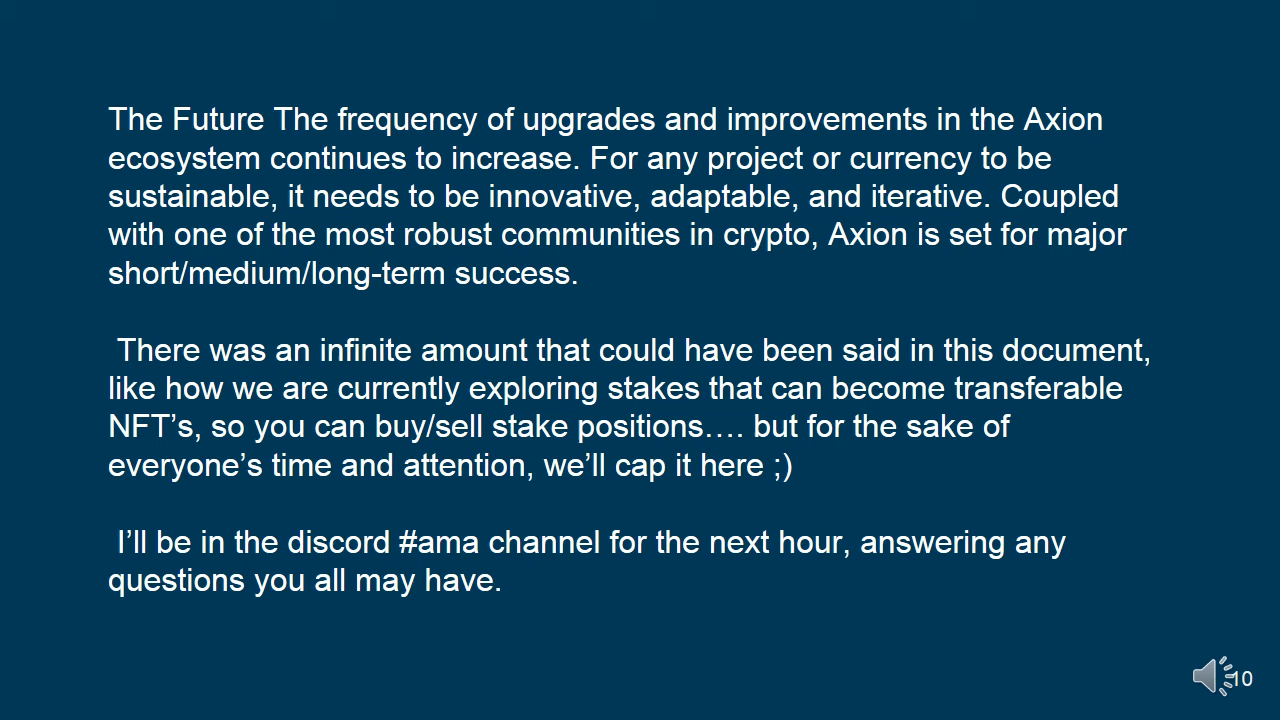 The Future The frequency of upgrades and improvements in the Axion
ecosystem continues to increase. For any project or currency to be
sustainable, it needs to be innovative, adaptable, and iterative. Coupled
with one of the most robust communities in crypto, Axion is set for major
short/medium/long-term success.
There was an infinite amount that could have been said in this document,
like how we are currently exploring stakes that can become transferable
NFT’s, so you can buy/sell stake positions…. but for the sake of
everyone’s time and attention, we’ll cap it here ;)
I’ll be in the discord #ama channel for the next hour, answering any
questions you all may have.
10